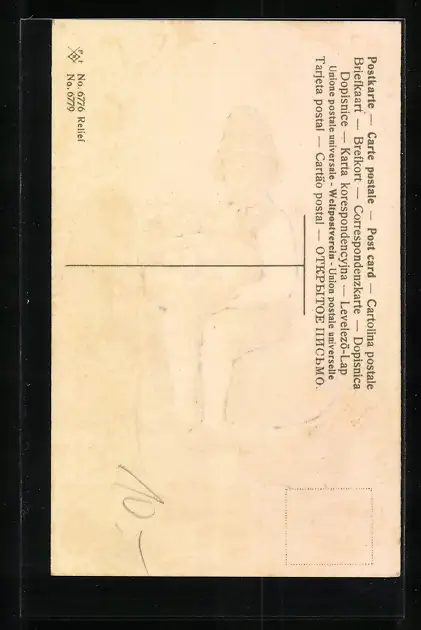 Postkarte — Carte postale — Post card — Cartolina postale
Briefkaart — Brefkort — Correspondenzkarte — Dopisnica
Dopisnice — Karta korespondencyjna — Levelező-Lap
Unione postale universale - Weltpostverein - Union postale universelle
Tarjeta postal — Cartão postal — ОТКРЫТОЕ ПИСЬМО.
No. 6776 Relief
No. 6779
10,—